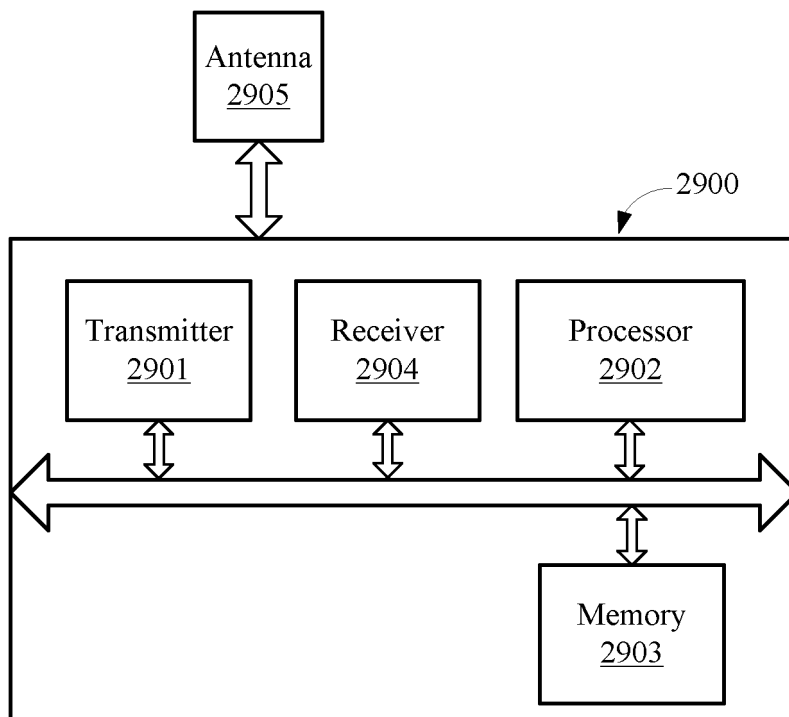 Antenna
2905
2900
Transmitter
2901
Receiver
2904
Processor
2902
Memory
2903